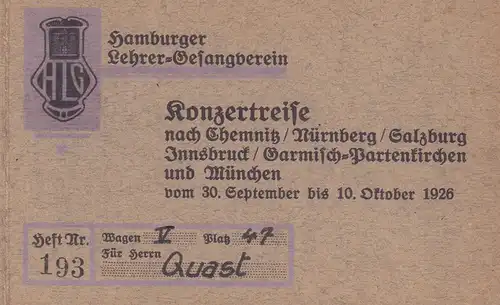 HLG
Hamburger
Lehrer-Gesangverein
Konzertreise
nach Chemnitz / Nürnberg / Salzburg
Innsbruck / Garmisch-Partenkirchen
und München
vom 30. September bis 10. Oktober 1926
Heft Nr.
193
Wagen V Platz 47
Für Herrn
Quast